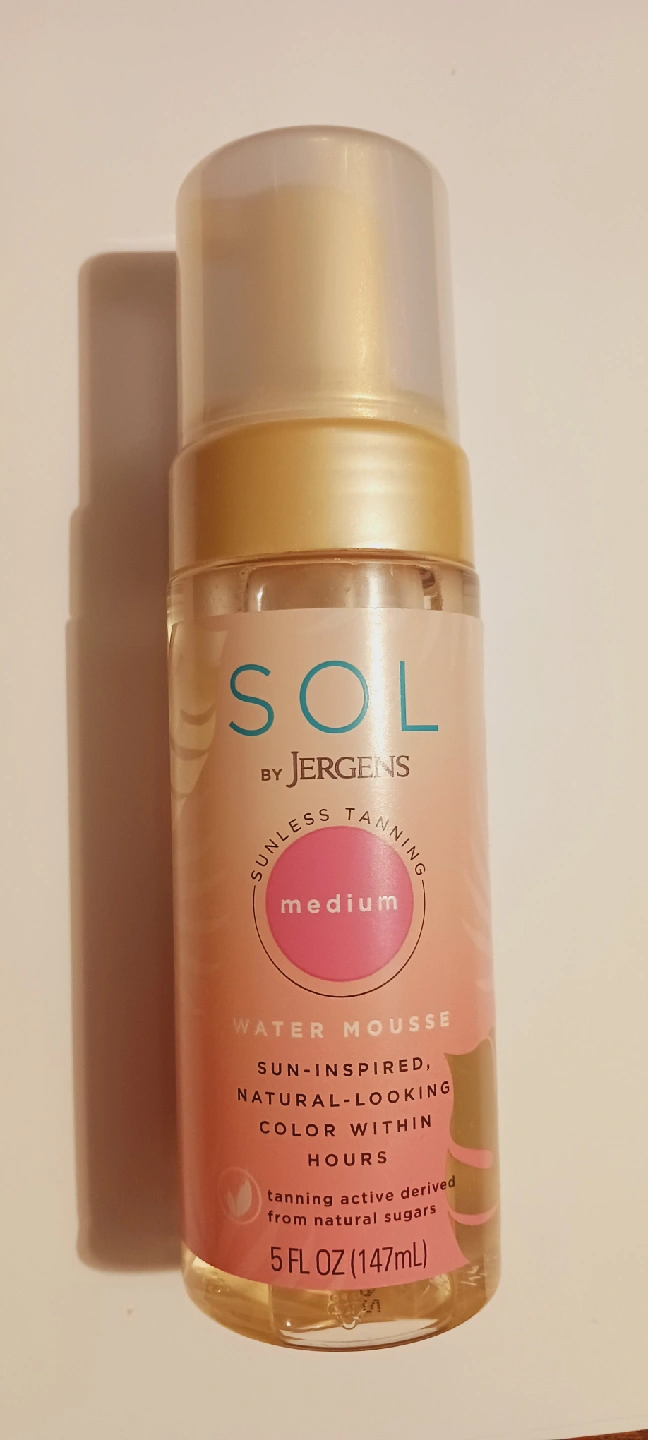 SOL
BY JERGENS
SUNLESS TANNING
medium
WATER MOUSSE
SUN-INSPIRED,
NATURAL-LOOKING
COLOR WITHIN
HOURS
tanning active derived
from natural sugars
5 FL OZ (147mL)